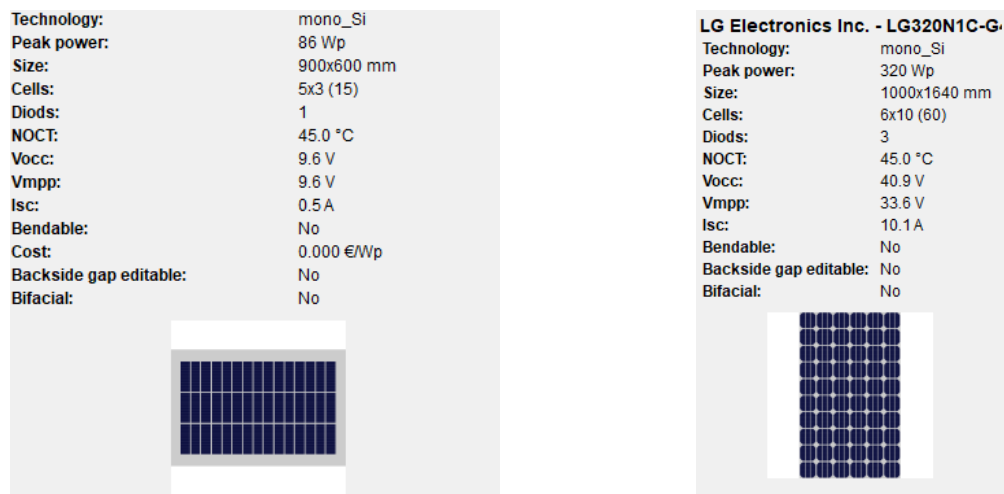 Technology: mono_Si
Peak power: 86 Wp
Size: 900x600 mm
Cells: 5x3 (15)
Diods: 1
NOCT: 45.0 °C
Vocc: 9.6 V
Vmpp: 9.6 V
Isc: 0.5 A
Bendable: No
Cost: 0.000 €/Wp
Backside gap editable: No
Bifacial: No
LG Electronics Inc. - LG320N1C-G
Technology: mono_Si
Peak power: 320 Wp
Size: 1000x1640 mm
Cells: 6x10 (60)
Diods: 3
NOCT: 45.0 °C
Vocc: 40.9 V
Vmpp: 33.6 V
Isc: 10.1 A
Bendable: No
Backside gap editable: No
Bifacial: No